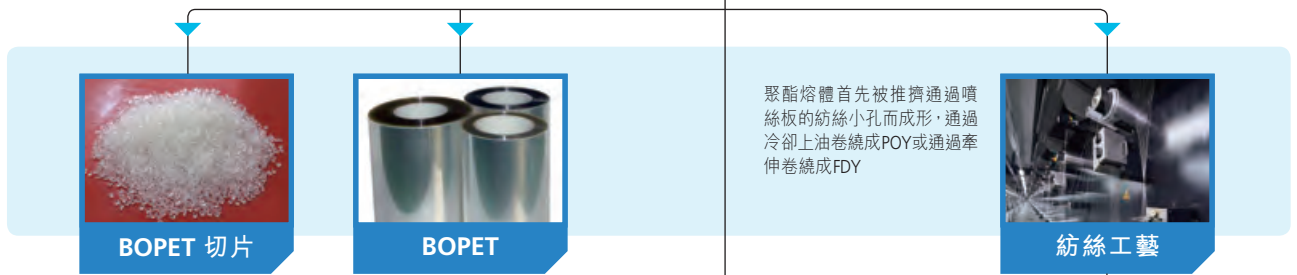 聚酯熔體首先被推擠通過噴
絲板的紡絲小孔而成形，通過
冷卻上油卷繞成POY或通過牽
伸卷繞成FDY
BOPET 切片
BOPET
紡絲工藝